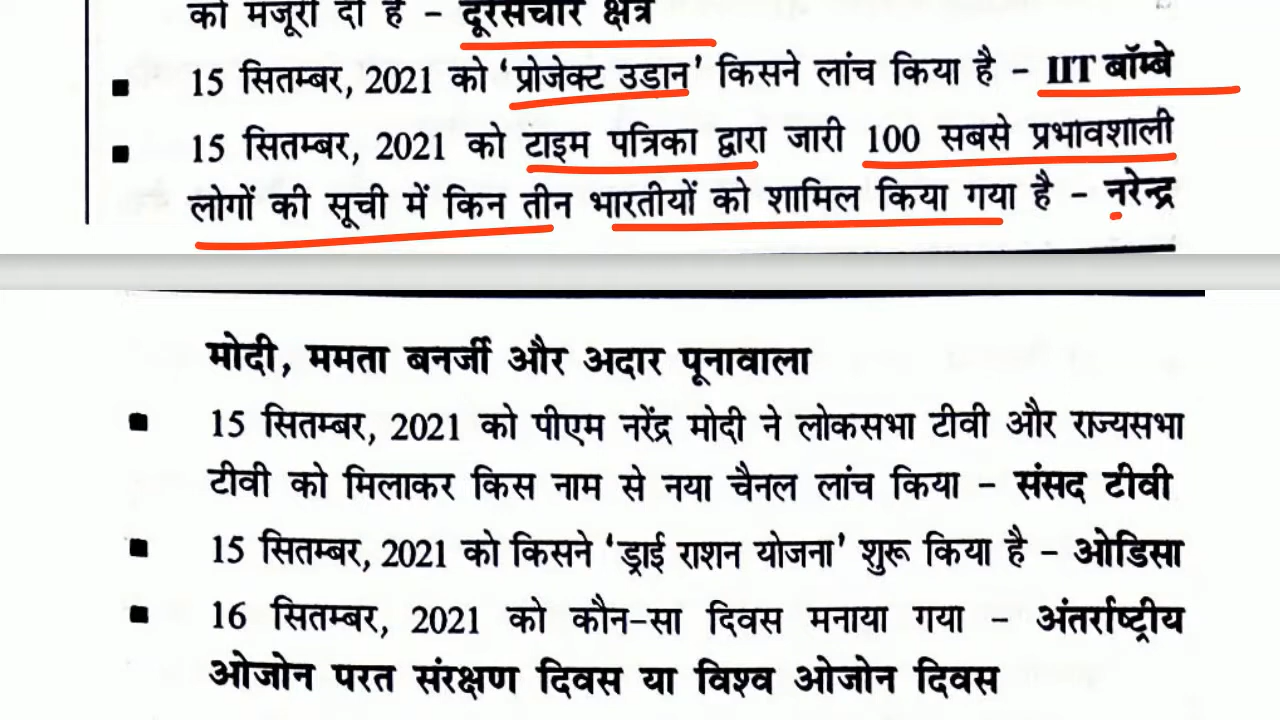 को मंजूरी दी है – दूरसंचार क्षेत्र
■ 15 सितम्बर, 2021 को ‘प्रोजेक्ट उडान’ किसने लांच किया है – IIT बॉम्बे
■ 15 सितम्बर, 2021 को टाइम पत्रिका द्वारा जारी 100 सबसे प्रभावशाली
लोगों की सूची में किन तीन भारतीयों को शामिल किया गया है – नरेन्द्र
मोदी, ममता बनर्जी और अदार पूनावाला
■ 15 सितम्बर, 2021 को पीएम नरेंद्र मोदी ने लोकसभा टीवी और राज्यसभा
टीवी को मिलाकर किस नाम से नया चैनल लांच किया – संसद टीवी
■ 15 सितम्बर, 2021 को किसने ‘ड्राई राशन योजना’ शुरू किया है – ओडिसा
■ 16 सितम्बर, 2021 को कौन-सा दिवस मनाया गया – अंतर्राष्ट्रीय
ओजोन परत संरक्षण दिवस या विश्व ओजोन दिवस